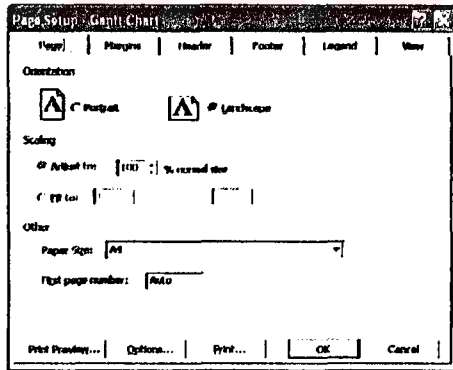 Page Setup - Gantt Chart
Page Margins Header Footer Legend View
Orientation
A Portrait A Landscape
Scaling
Adjust to: 100 % normal size
Fit to:
Other
Paper Size: A4
First page number: Auto
Print Preview... Options... Print... OK Cancel